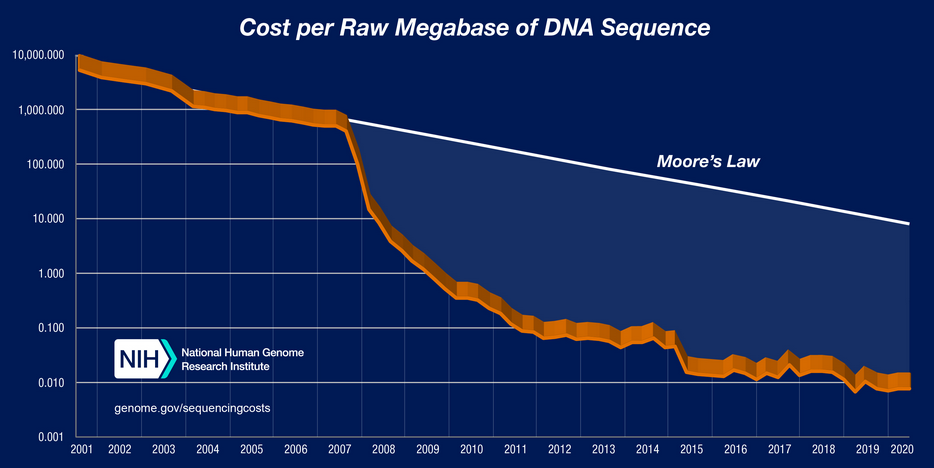 Cost per Raw Megabase of DNA Sequence
10,000.000
1,000.000
100.000
10.000
1.000
0.100
0.010
0.001
Moore's Law
NIH
National Human Genome
Research Institute
genome.gov/sequencingcosts
2001 2002 2003 2004 2005 2006 2007 2008 2009 2010 2011 2012 2013 2014 2015 2016 2017 2018 2019 2020